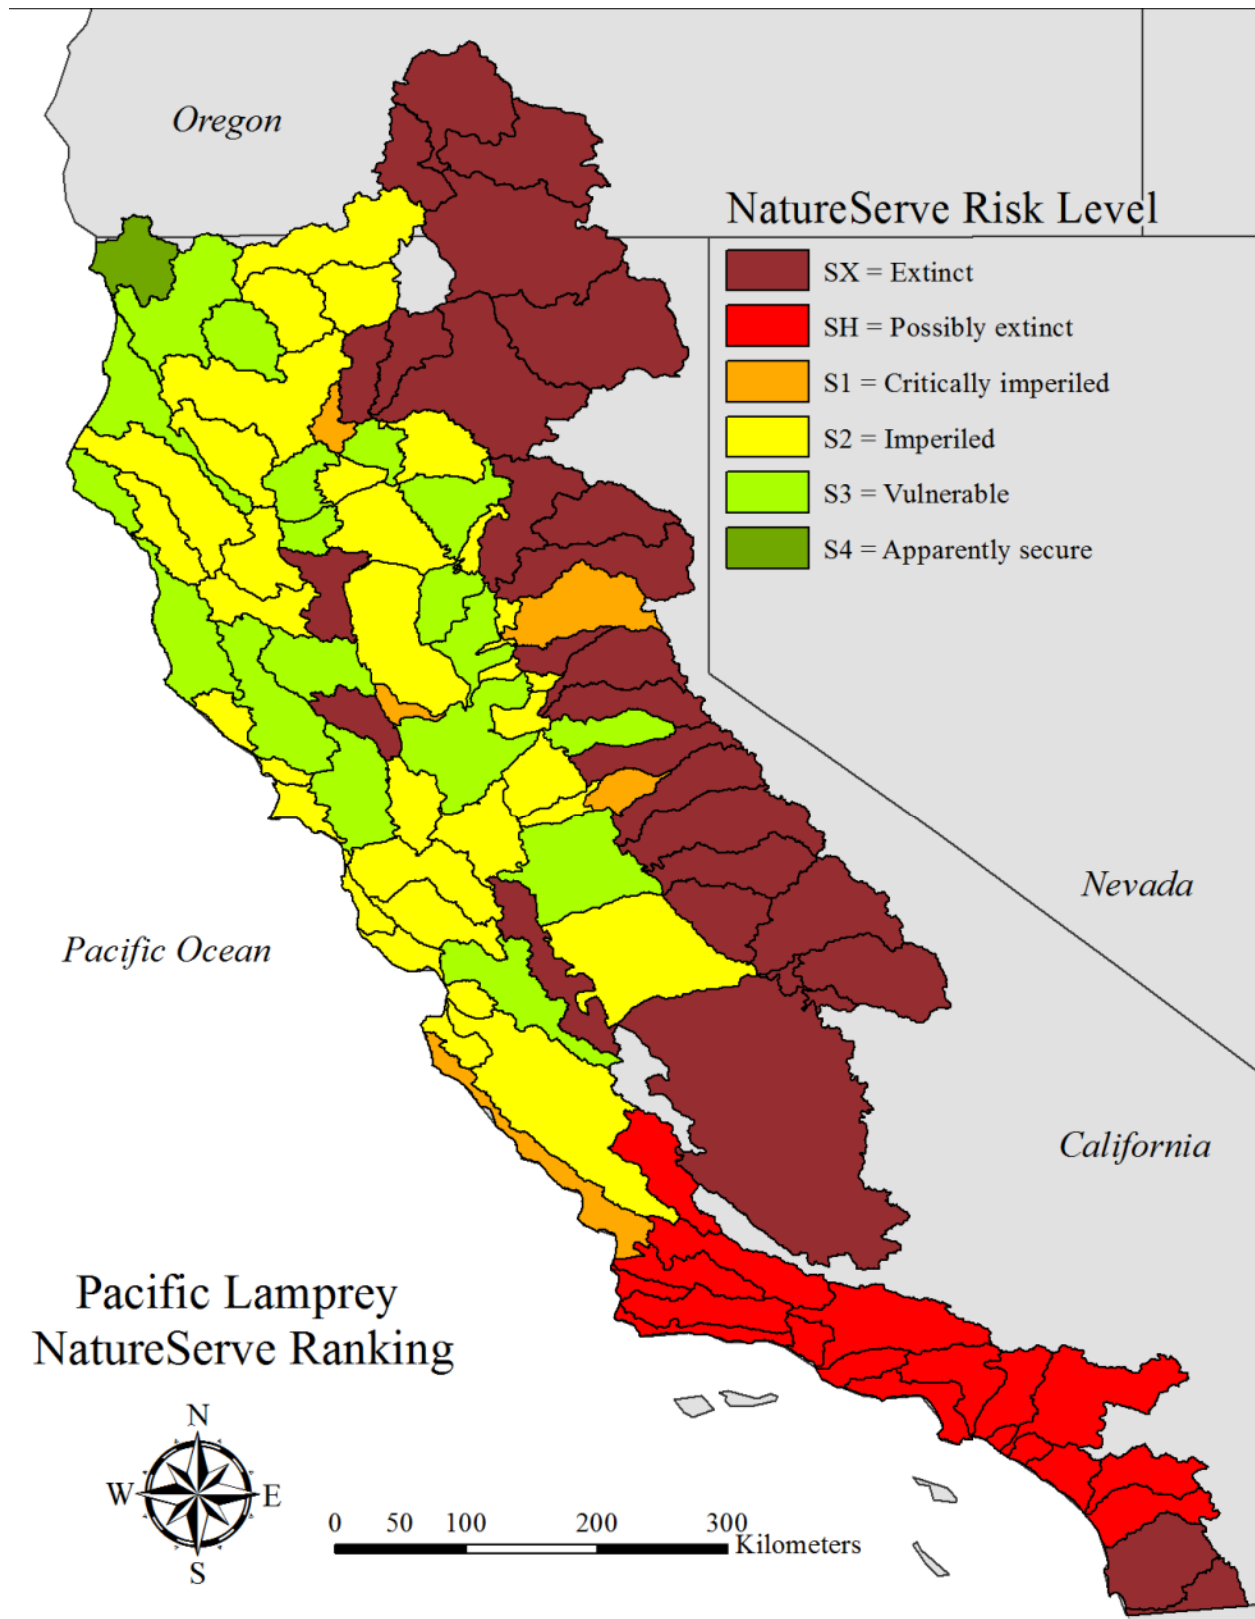 Oregon
NatureServe Risk Level
SX = Extinct
SH = Possibly extinct
S1 = Critically imperiled
S2 = Imperiled
S3 = Vulnerable
S4 = Apparently secure
Nevada
Pacific Ocean
California
Pacific Lamprey
NatureServe Ranking
N
W E
S
0 50 100 200 300
Kilometers